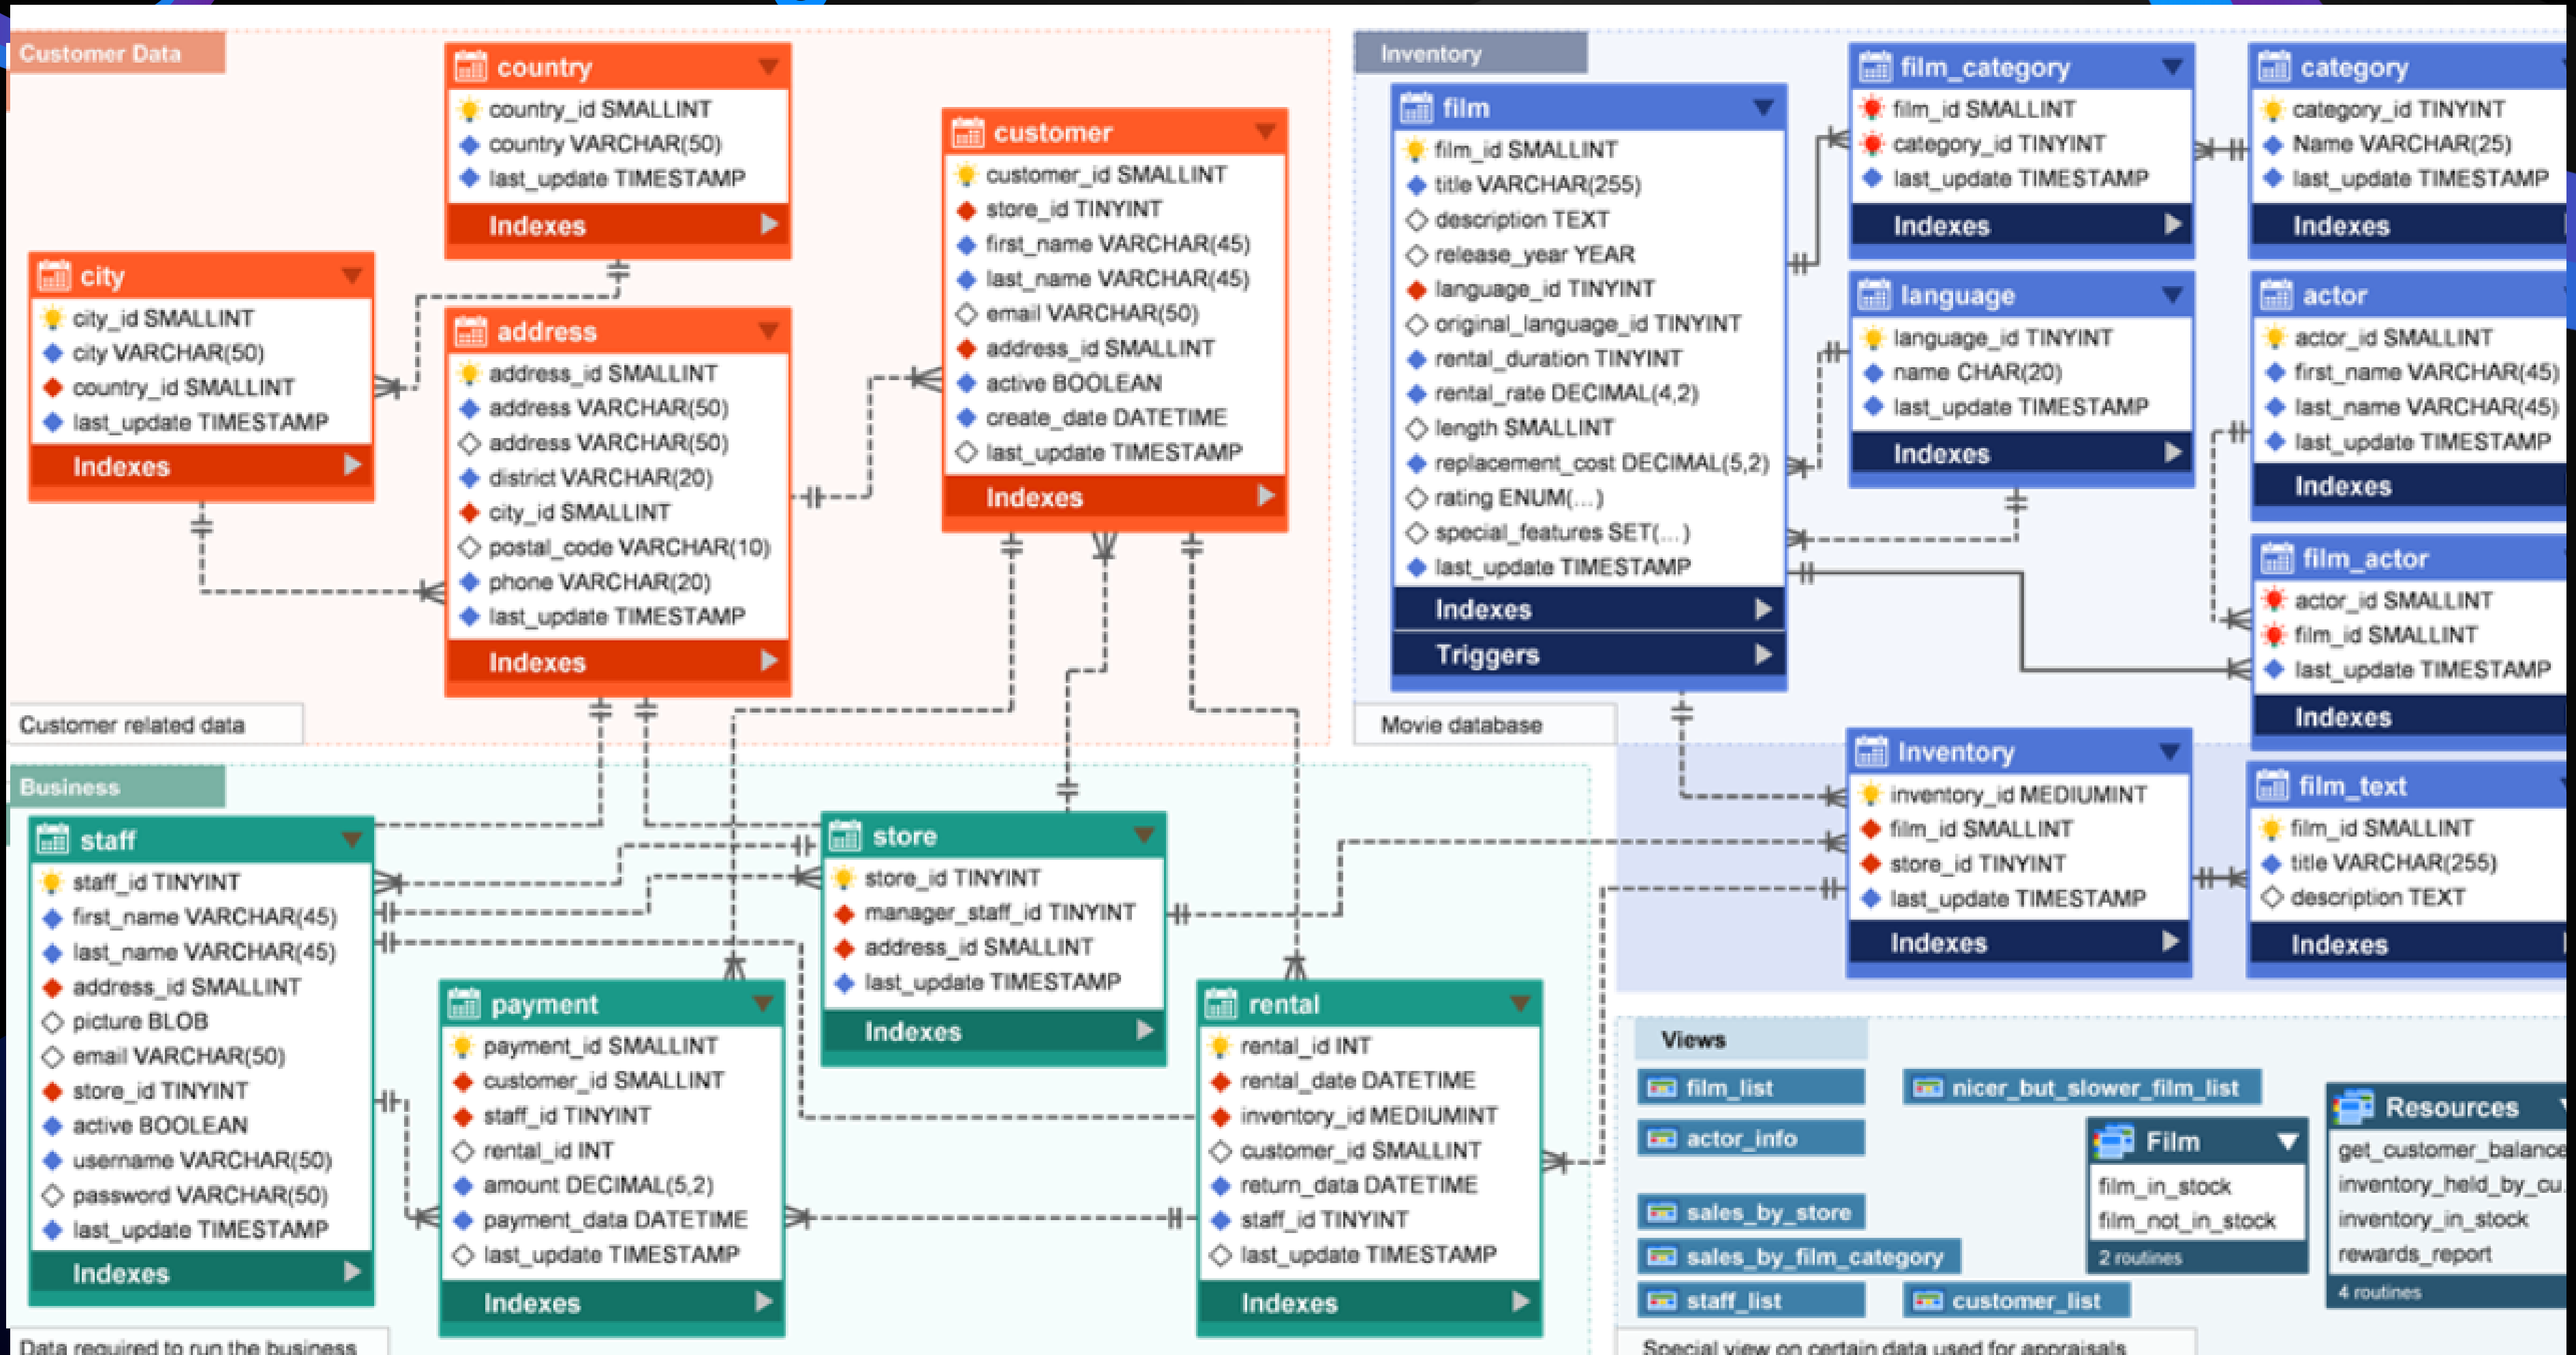 Customer Data
country
country_id SMALLINT
country VARCHAR(50)
last_update TIMESTAMP
Indexes
customer
customer_id SMALLINT
store_id TINYINT
first_name VARCHAR(45)
last_name VARCHAR(45)
email VARCHAR(50)
address_id SMALLINT
active BOOLEAN
create_date DATETIME
last_update TIMESTAMP
Indexes
city
city_id SMALLINT
city VARCHAR(50)
country_id SMALLINT
last_update TIMESTAMP
Indexes
address
address_id SMALLINT
address VARCHAR(50)
address VARCHAR(50)
district VARCHAR(20)
city_id SMALLINT
postal_code VARCHAR(10)
phone VARCHAR(20)
last_update TIMESTAMP
Indexes
Customer related data
Inventory
film
film_id SMALLINT
title VARCHAR(255)
description TEXT
release_year YEAR
language_id TINYINT
original_language_id TINYINT
rental_duration TINYINT
rental_rate DECIMAL(4,2)
length SMALLINT
replacement_cost DECIMAL(5,2)
rating ENUM(...)
special_features SET(...)
last_update TIMESTAMP
Indexes
Triggers
film_category
film_id SMALLINT
category_id TINYINT
last_update TIMESTAMP
Indexes
category
category_id TINYINT
Name VARCHAR(25)
last_update TIMESTAMP
Indexes
language
language_id TINYINT
name CHAR(20)
last_update TIMESTAMP
Indexes
actor
actor_id SMALLINT
first_name VARCHAR(45)
last_name VARCHAR(45)
last_update TIMESTAMP
Indexes
film_actor
actor_id SMALLINT
film_id SMALLINT
last_update TIMESTAMP
Indexes
Movie database
Inventory
inventory_id MEDIUMINT
film_id SMALLINT
store_id TINYINT
last_update TIMESTAMP
Indexes
film_text
film_id SMALLINT
title VARCHAR(255)
description TEXT
Indexes
Business
staff
staff_id TINYINT
first_name VARCHAR(45)
last_name VARCHAR(45)
address_id SMALLINT
picture BLOB
email VARCHAR(50)
store_id TINYINT
active BOOLEAN
username VARCHAR(50)
password VARCHAR(50)
last_update TIMESTAMP
Indexes
store
store_id TINYINT
manager_staff_id TINYINT
address_id SMALLINT
last_update TIMESTAMP
Indexes
payment
payment_id SMALLINT
customer_id SMALLINT
staff_id TINYINT
rental_id INT
amount DECIMAL(5,2)
payment_data DATETIME
last_update TIMESTAMP
Indexes
rental
rental_id INT
rental_date DATETIME
inventory_id MEDIUMINT
customer_id SMALLINT
return_data DATETIME
staff_id TINYINT
last_update TIMESTAMP
Indexes
Data required to run the business
Views
film_list
nicer_but_slower_film_list
actor_info
sales_by_store
sales_by_film_category
staff_list
customer_list
Film
film_in_stock
film_not_in_stock
2 routines
Resources
get_customer_balance
inventory_held_by_cu.
inventory_in_stock
rewards_report
4 routines
Special view on certain data used for appraisals